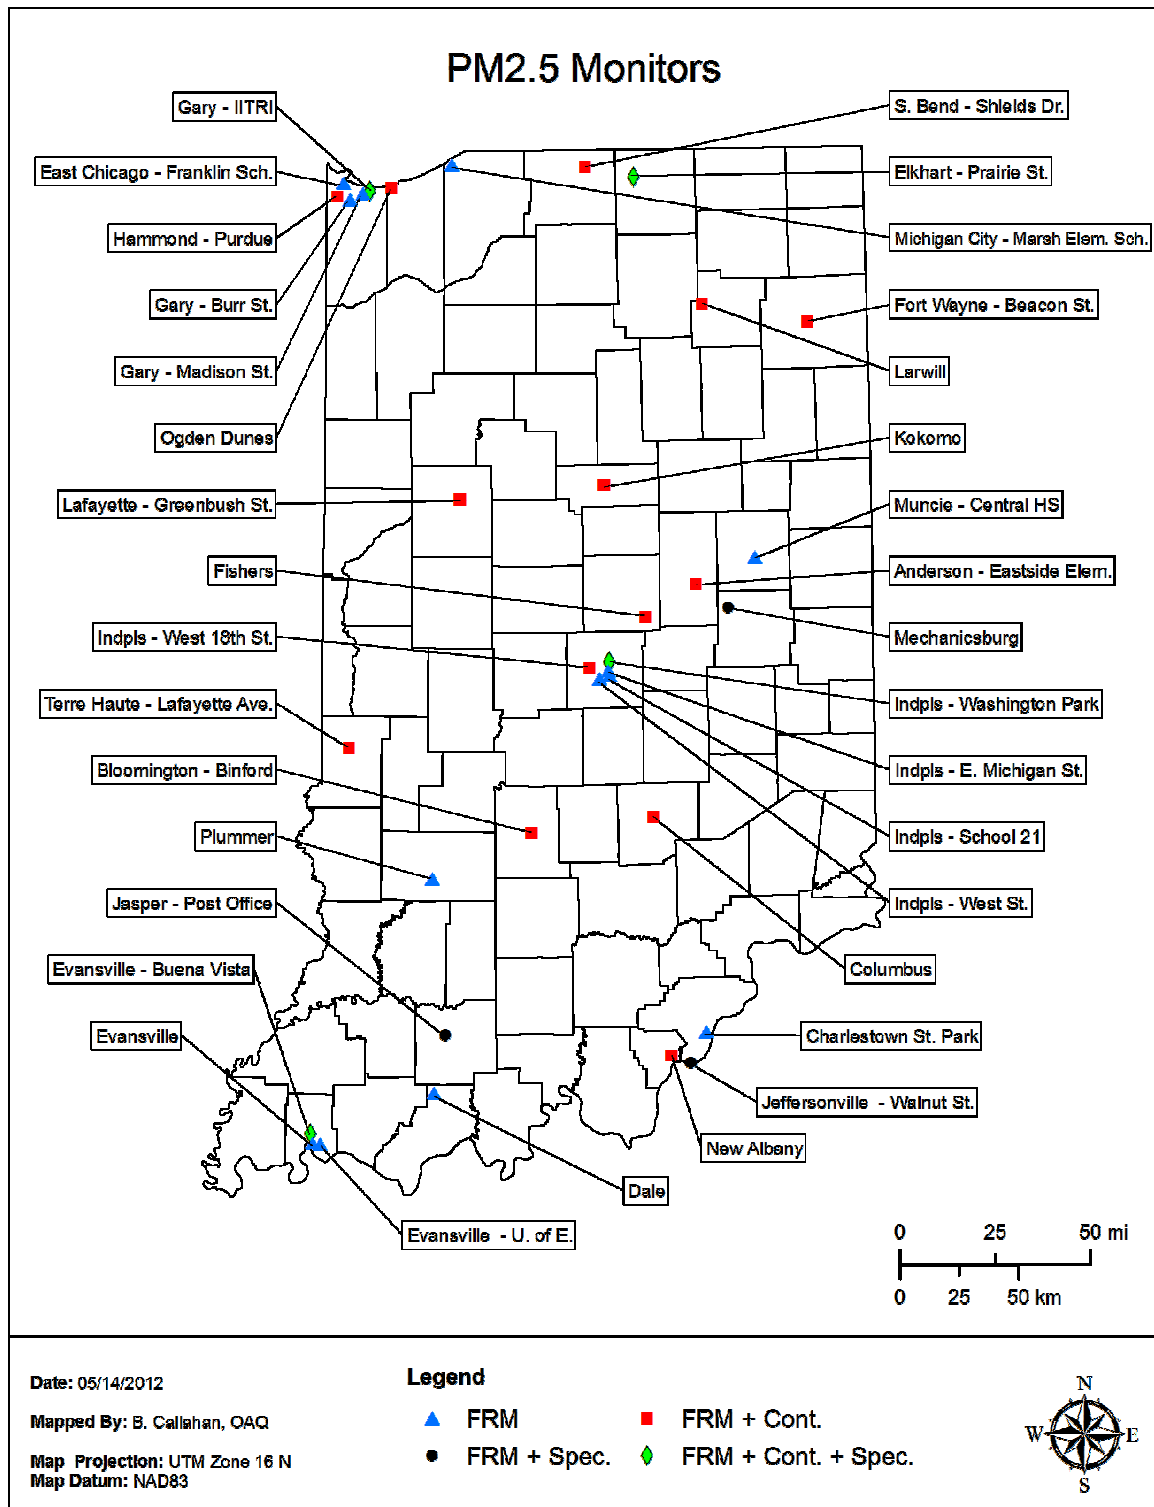 PM2.5 Monitors
Gary - IITRI
East Chicago - Franklin Sch.
Hammond - Purdue
Gary - Burr St.
Gary - Madison St.
Ogden Dunes
Lafayette - Greenbush St.
Fishers
Indpls - West 18th St.
Terre Haute - Lafayette Ave.
Bloomington - Binford
Plummer
Jasper - Post Office
Evansville - Buena Vista
Evansville
S. Bend - Shields Dr.
Elkhart - Prairie St.
Michigan City - Marsh Elem. Sch.
Fort Wayne - Beacon St.
Larwill
Kokomo
Muncie - Central HS
Anderson - Eastside Elem.
Mechanicsburg
Indpls - Washington Park
Indpls - E. Michigan St.
Indpls - School 21
Indpls - West St.
Columbus
Charlestown St. Park
Jeffersonville - Walnut St.
New Albany
Dale
Evansville - U. of E.
0 25 50 mi
0 25 50 km
Date: 05/14/2012
Mapped By: B. Callahan, OAQ
Map Projection: UTM Zone 16 N
Map Datum: NAD83
Legend
FRM
FRM + Cont.
FRM + Spec.
FRM + Cont. + Spec.
N
W E
S